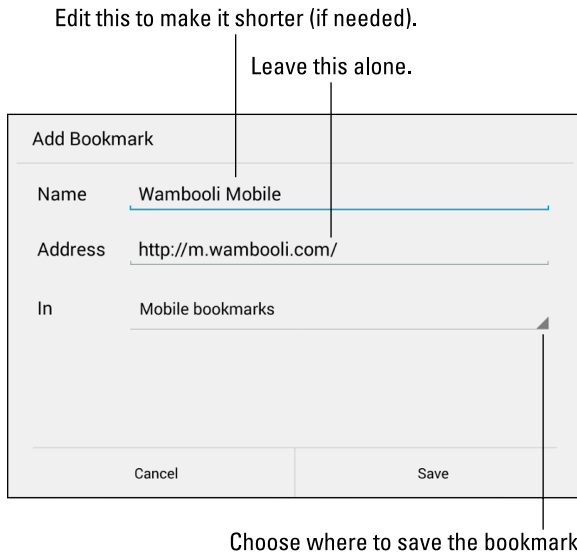 Edit this to make it shorter (if needed).
Leave this alone.
Add Bookmark
Name Wambooli Mobile
Address http://m.wambooli.com/
In Mobile bookmarks
Cancel Save
Choose where to save the bookmark